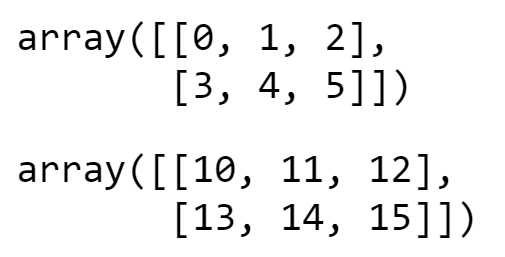 array([[0, 1, 2],
       [3, 4, 5]])
array([[10, 11, 12],
       [13, 14, 15]])